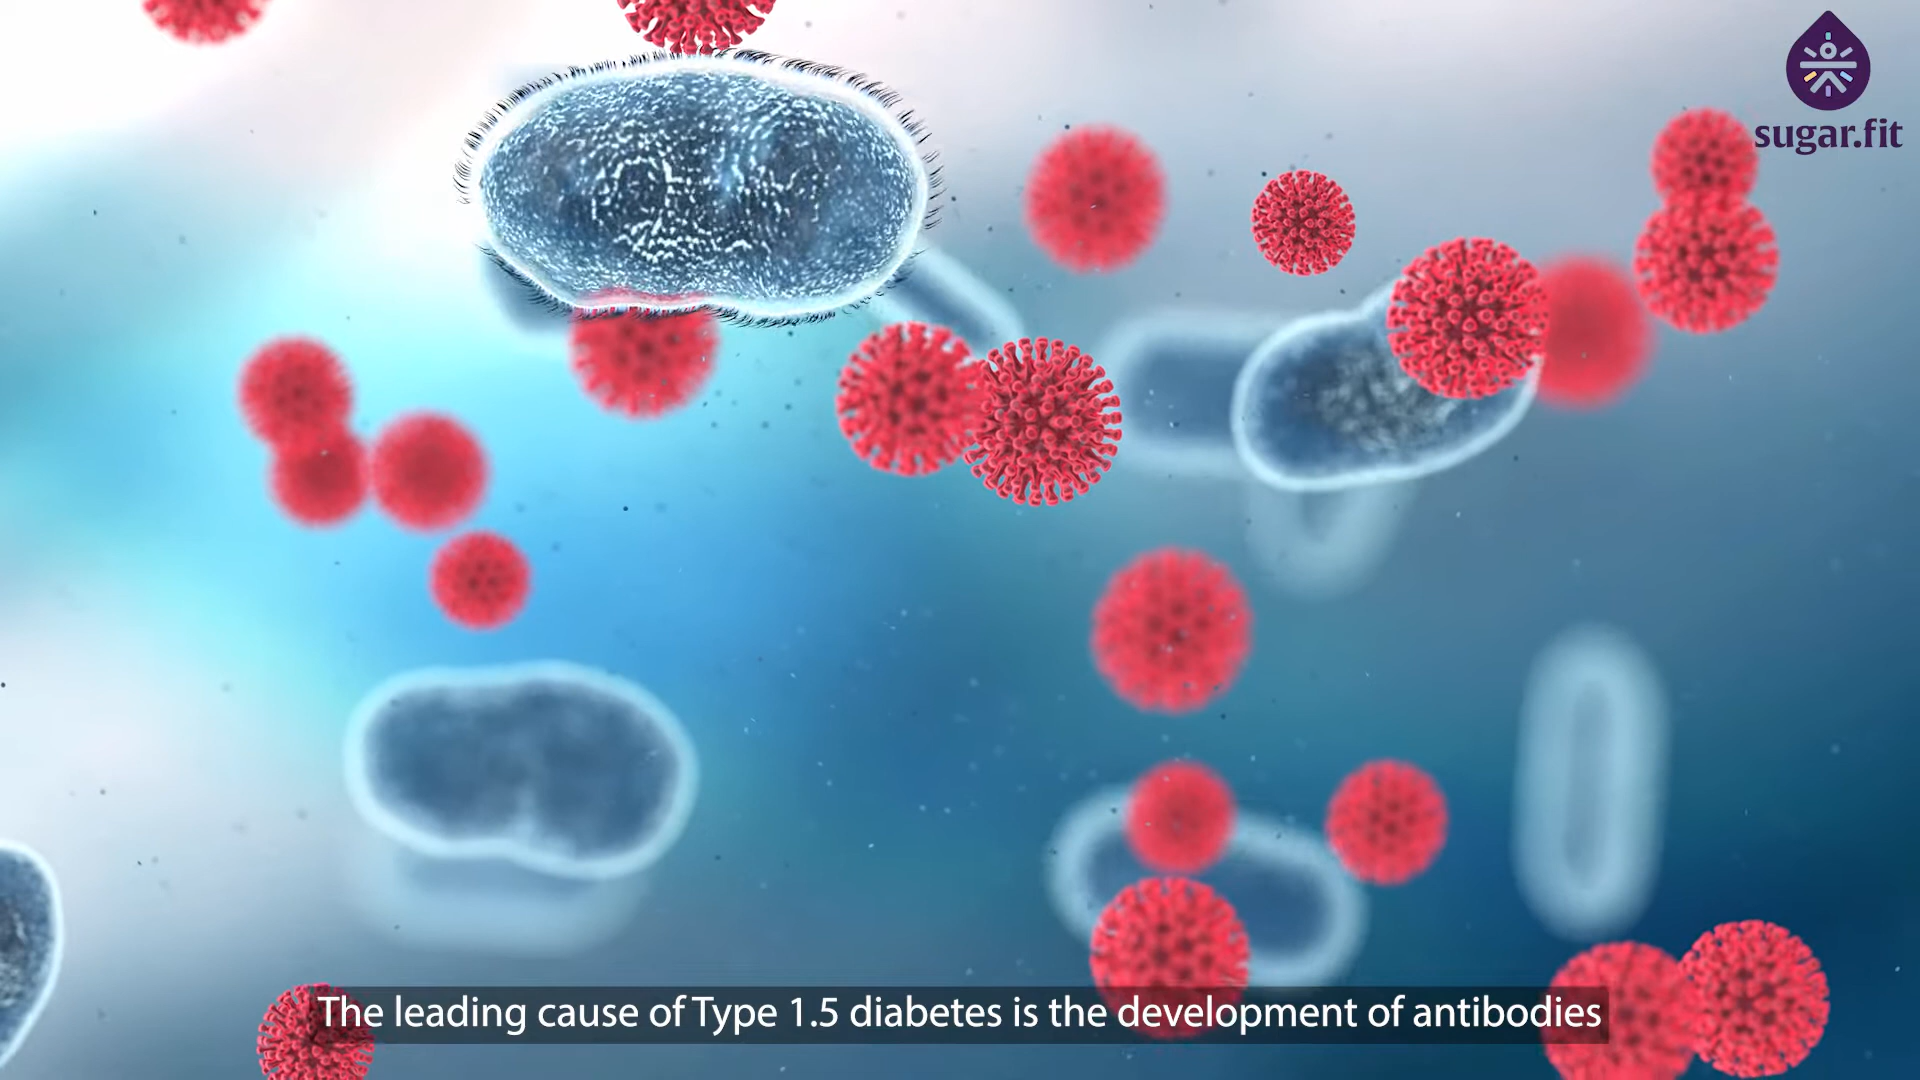 sugar.fit
The leading cause of Type 1.5 diabetes is the development of antibodies